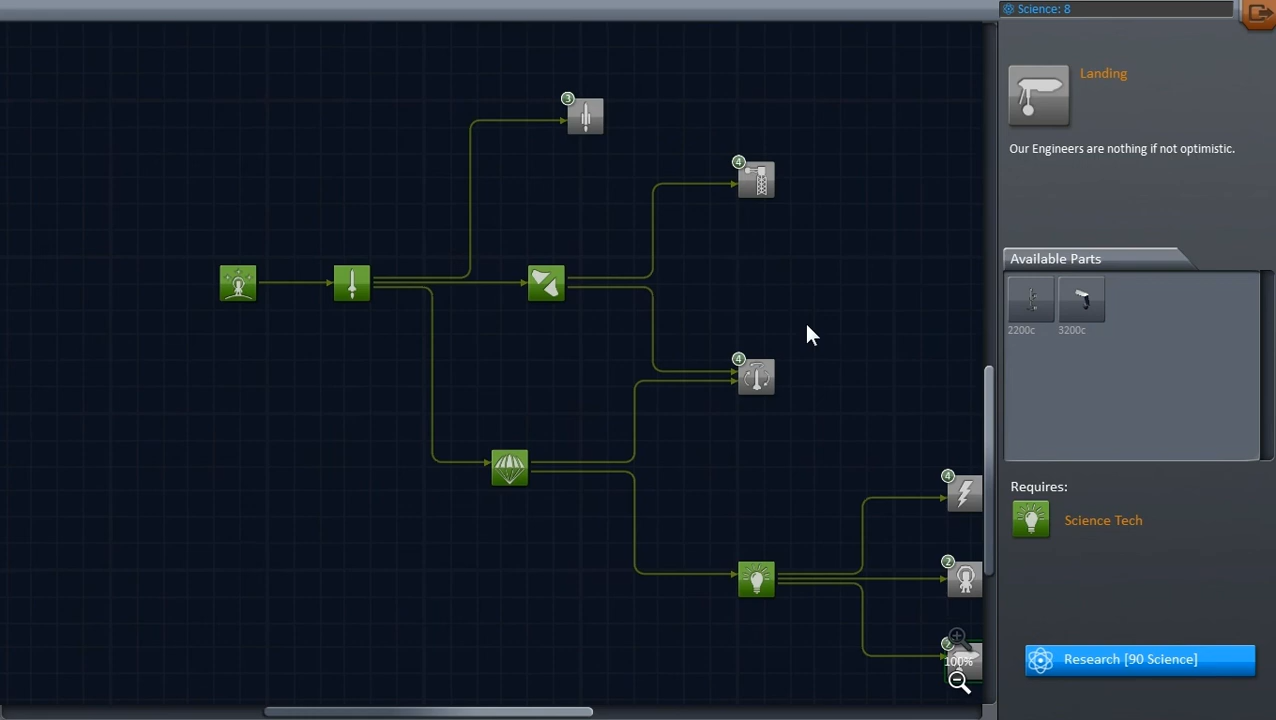 Science: 8
Landing
3
Our Engineers are nothing if not optimistic.
4
Available Parts
2200c
3200c
4
4
Requires:
Science Tech
2
2
100%
Research [90 Science]